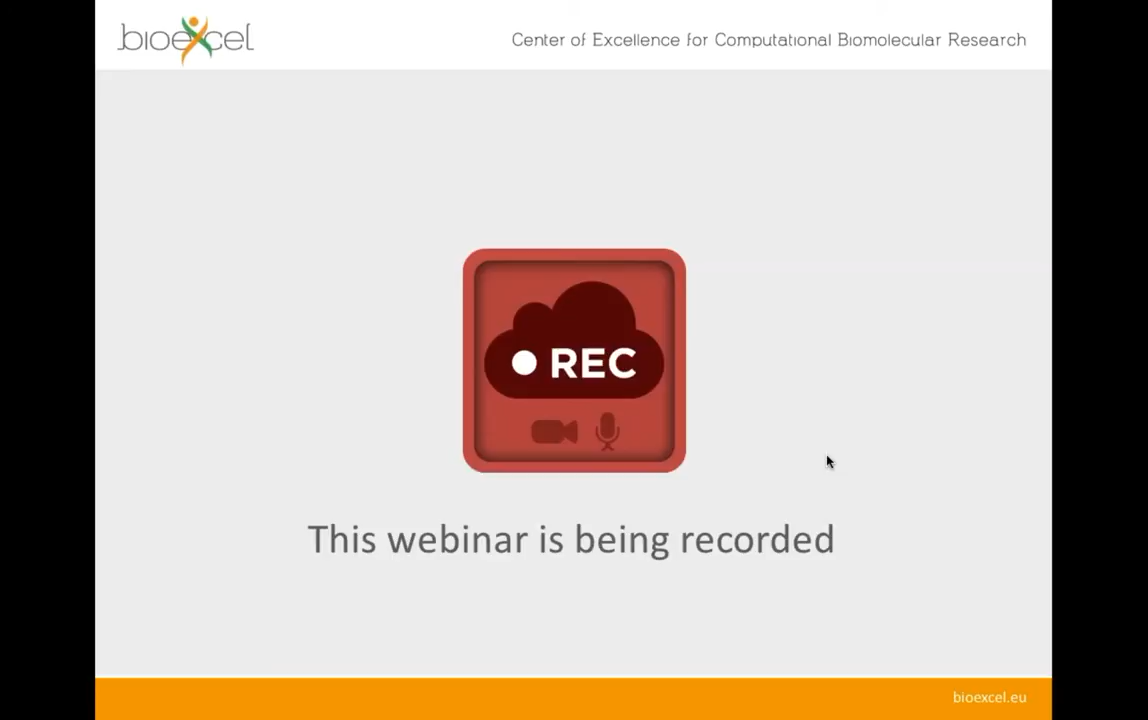 bioexcel
Center of Excellence for Computational Biomolecular Research
REC
This webinar is being recorded
bioexcel.eu